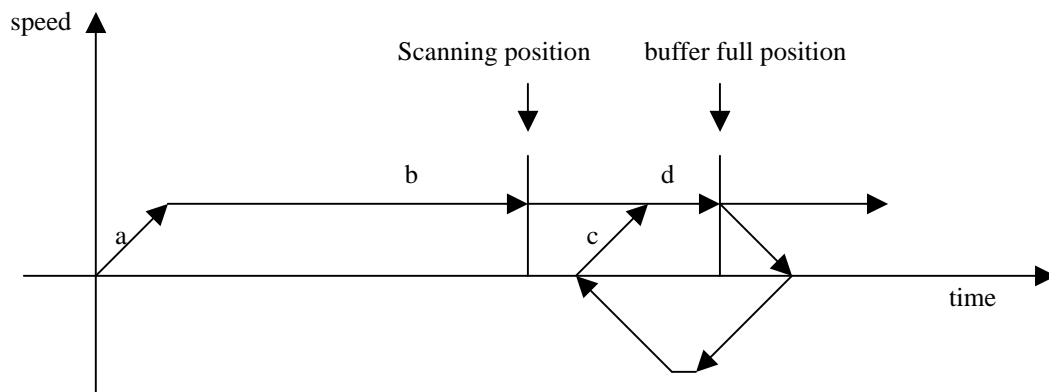 speed
Scanning position
buffer full position
b
d
a
c
time